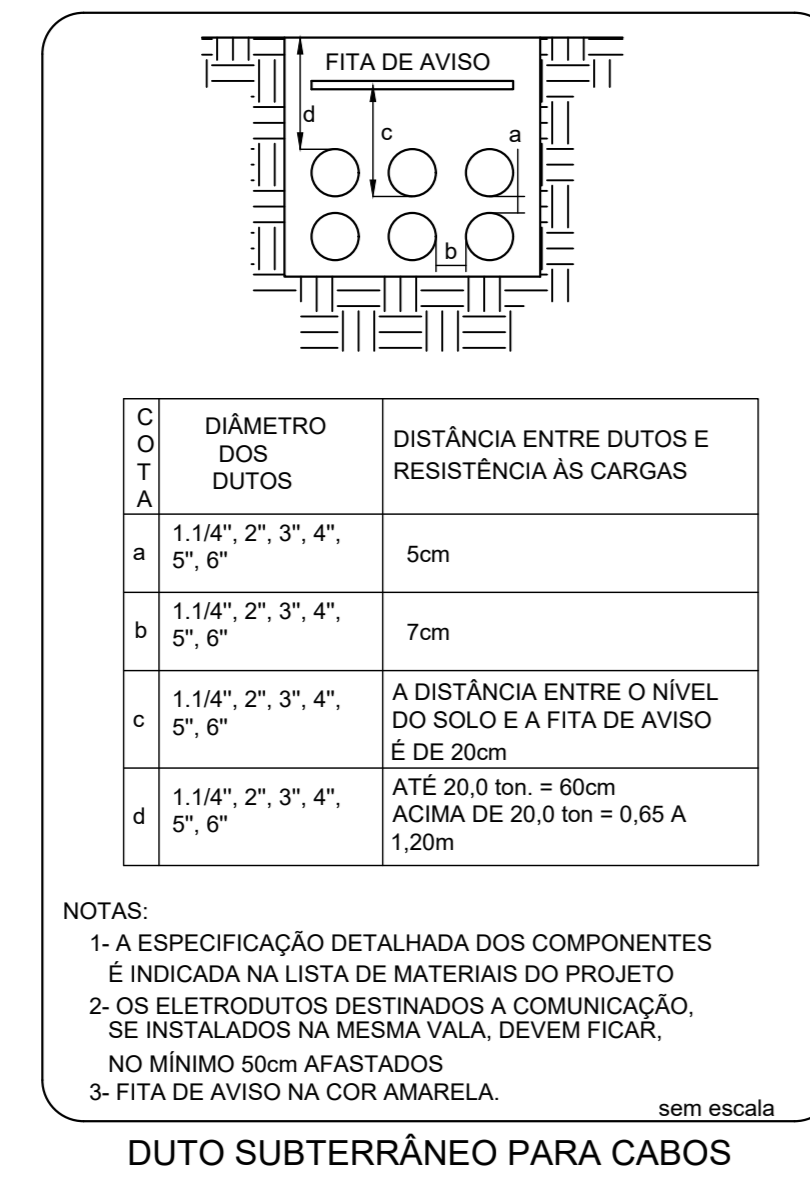 FITA DE AVISO
d
c
a
b
C
O
T
A
DIÂMETRO
DOS
DUTOS
DISTÂNCIA ENTRE DUTOS E
RESISTÊNCIA ÀS CARGAS
a
1.1/4", 2", 3", 4",
5", 6"
5cm
b
1.1/4", 2", 3", 4",
5", 6"
7cm
c
1.1/4", 2", 3", 4",
5", 6"
A DISTÂNCIA ENTRE O NÍVEL
DO SOLO E A FITA DE AVISO
É DE 20cm
d
1.1/4", 2", 3", 4",
5", 6"
ATÉ 20,0 ton. = 60cm
ACIMA DE 20,0 ton = 0,65 A
1,20m
NOTAS:
1- A ESPECIFICAÇÃO DETALHADA DOS COMPONENTES
É INDICADA NA LISTA DE MATERIAIS DO PROJETO
2- OS ELETRODUTOS DESTINADOS A COMUNICAÇÃO,
SE INSTALADOS NA MESMA VALA, DEVEM FICAR,
NO MÍNIMO 50cm AFASTADOS
3- FITA DE AVISO NA COR AMARELA.
sem escala
DUTO SUBTERRÂNEO PARA CABOS